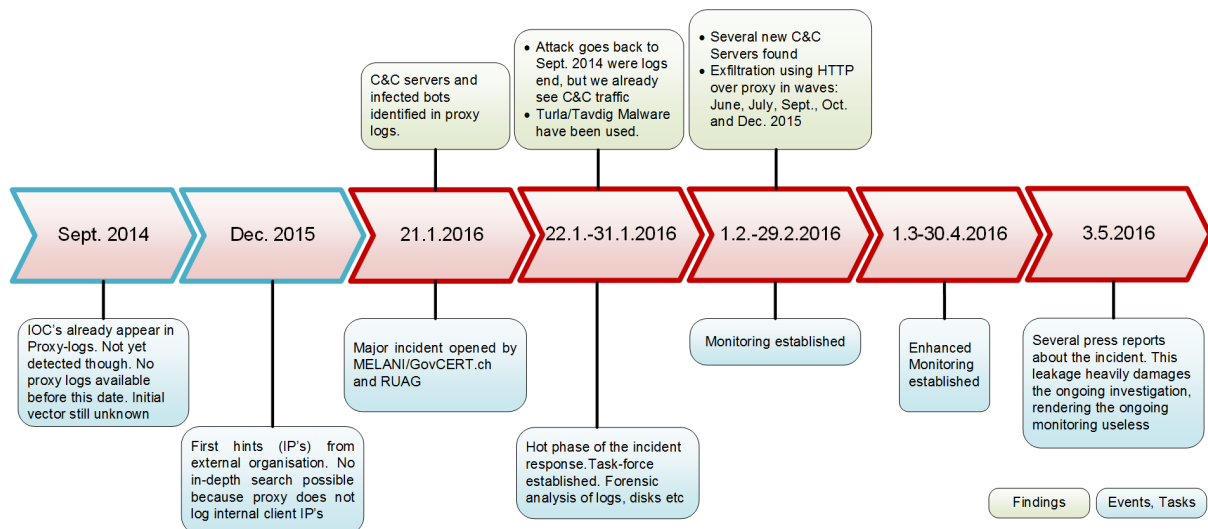 C&C servers and
infected bots
identified in proxy
logs.
Attack goes back to
Sept. 2014 were logs
end, but we already
see C&C traffic
Turla/Tavdig Malware
have been used.
Several new C&C
Servers found
Exfiltration using HTTP
over proxy in waves:
June, July, Sept., Oct.
and Dec. 2015
Sept. 2014
Dec. 2015
21.1.2016
22.1.-31.1.2016
1.2.-29.2.2016
1.3-30.4.2016
3.5.2016
IOC's already appear in
Proxy-logs. Not yet
detected though. No
proxy logs available
before this date. Initial
vector still unknown
First hints (IP's) from
external organisation. No
in-depth search possible
because proxy does not
log internal client IP's
Major incident opened by
MELANI/GovCERT.ch
and RUAG
Hot phase of the incident
response.Task-force
established. Forensic
analysis of logs, disks etc
Monitoring established
Enhanced
Monitoring
established
Several press reports
about the incident. This
leakage heavily damages
the ongoing investigation,
rendering the ongoing
monitoring useless
Findings
Events, Tasks